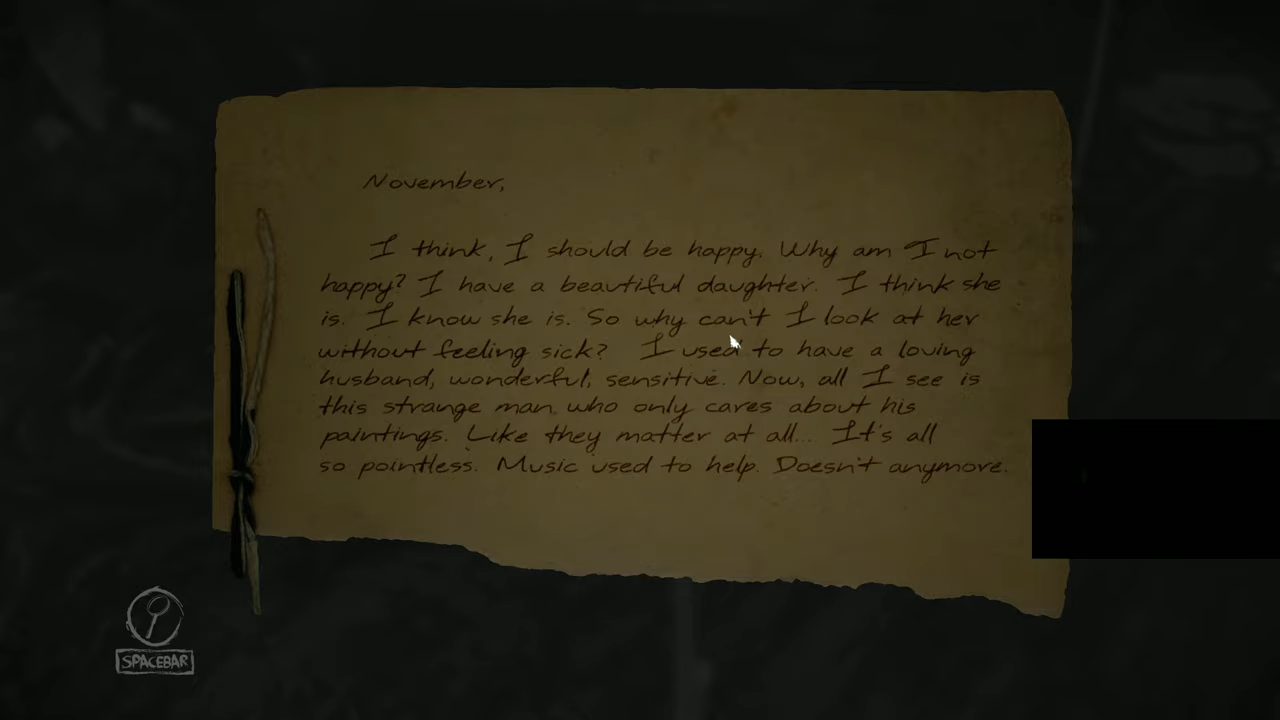 November,
I think, I should be happy. Why am I not
happy? I have a beautiful daughter. I think she
is. I know she is. So why can't I look at her
without feeling sick? I used to have a loving
husband, wonderful, sensitive. Now, all I see is
this strange man who only cares about his
paintings. Like they matter at all... It's all
so pointless. Music used to help. Doesn't anymore.
SPACEBAR